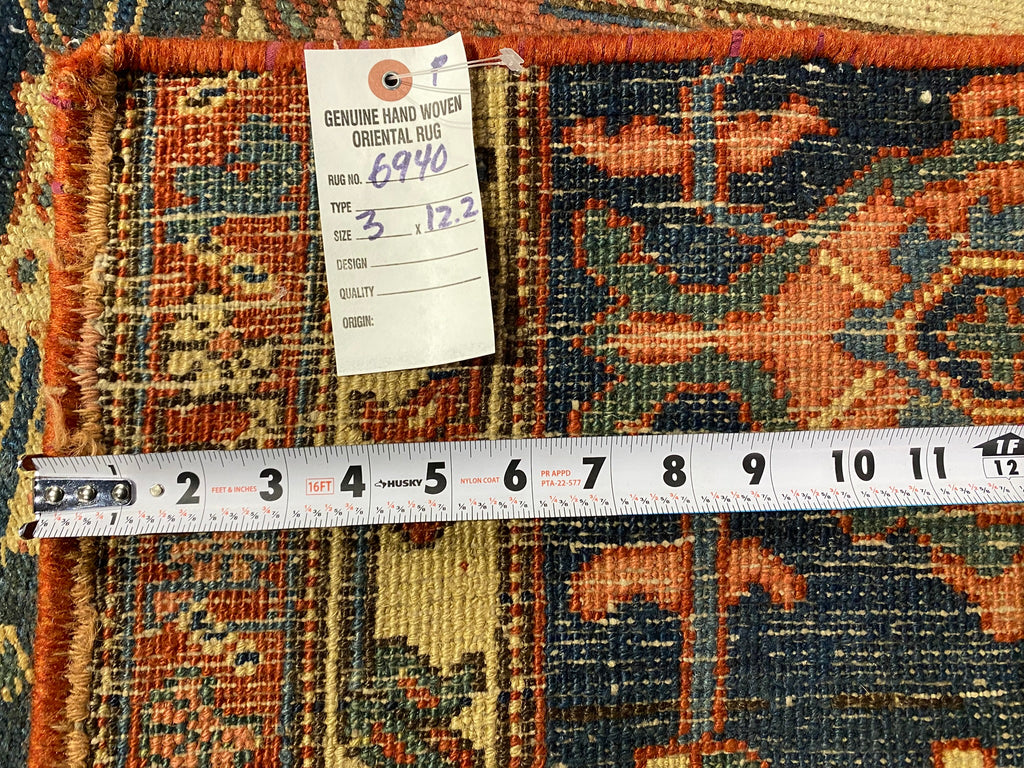 P
GENUINE HAND WOVEN
ORIENTAL RUG
RUG NO. 6940
TYPE
SIZE 3 x 12.2
DESIGN
QUALITY
ORIGIN:
1 2 FEET & INCHES 3 16FT 4 HUSKY 5 NYLON COAT 6 PR APPD PTA-22-577 7 8 9 10 11 1F 12
1